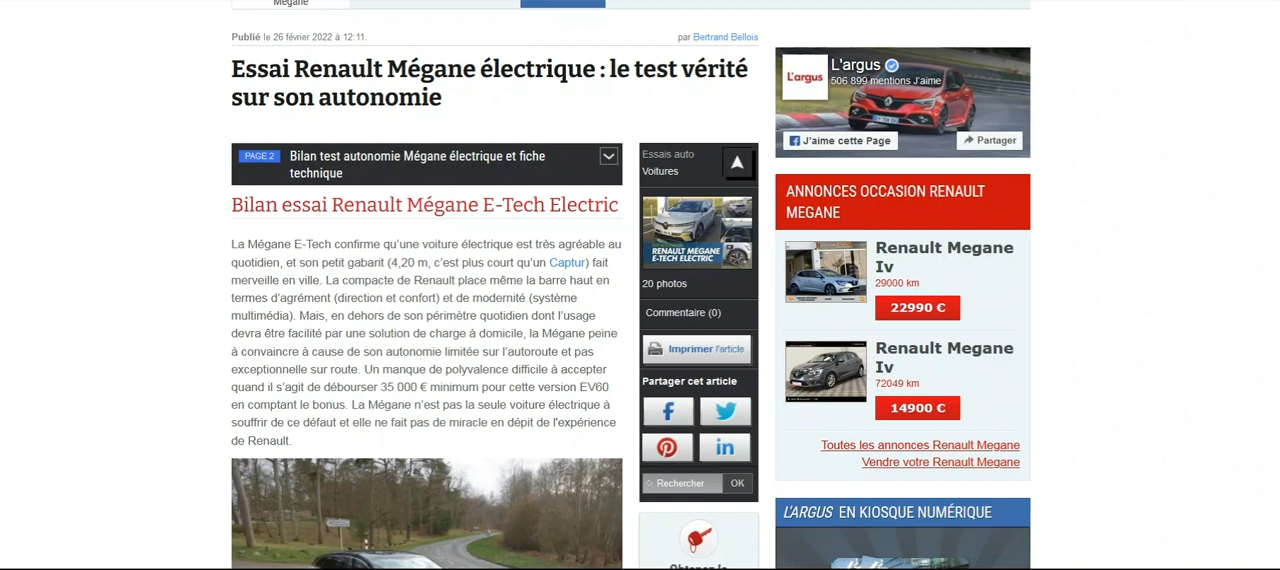 Mégane
Publié le 26 février 2022 à 12:11.
par Bertrand Bellois
Essai Renault Mégane électrique : le test vérité
sur son autonomie
PAGE 2
Bilan test autonomie Mégane électrique et fiche
technique
Bilan essai Renault Mégane E-Tech Electric
La Mégane E-Tech confirme qu'une voiture électrique est très agréable au
quotidien, et son petit gabarit (4,20 m, c'est plus court qu'un Captur) fait
merveille en ville. La compacte de Renault place même la barre haut en
termes d'agrément (direction et confort) et de modernité (système
multimédia). Mais, en dehors de son périmètre quotidien dont l'usage
devra être facilité par une solution de charge à domicile, la Mégane peine
à convaincre à cause de son autonomie limitée sur l'autoroute et pas
exceptionnelle sur route. Un manque de polyvalence difficile à accepter
quand il s'agit de débourser 35 000 € minimum pour cette version EV60
en comptant le bonus. La Mégane n'est pas la seule voiture électrique à
souffrir de ce défaut et elle ne fait pas de miracle en dépit de l'expérience
de Renault.
Essais auto
Voitures
RENAULT MEGANE
E-TECH ELECTRIC
20 photos
Commentaire (0)
Imprimer l'article
Partager cet article
Rechercher
OK
L'argus
L'argus
506 899 mentions J'aime
J'aime cette Page
Partager
ANNONCES OCCASION RENAULT
MEGANE
Renault Megane
Iv
29000 km
22990 €
Renault Megane
Iv
72049 km
14900 €
Toutes les annonces Renault Megane
Vendre votre Renault Megane
L'ARGUS EN KIOSQUE NUMÉRIQUE